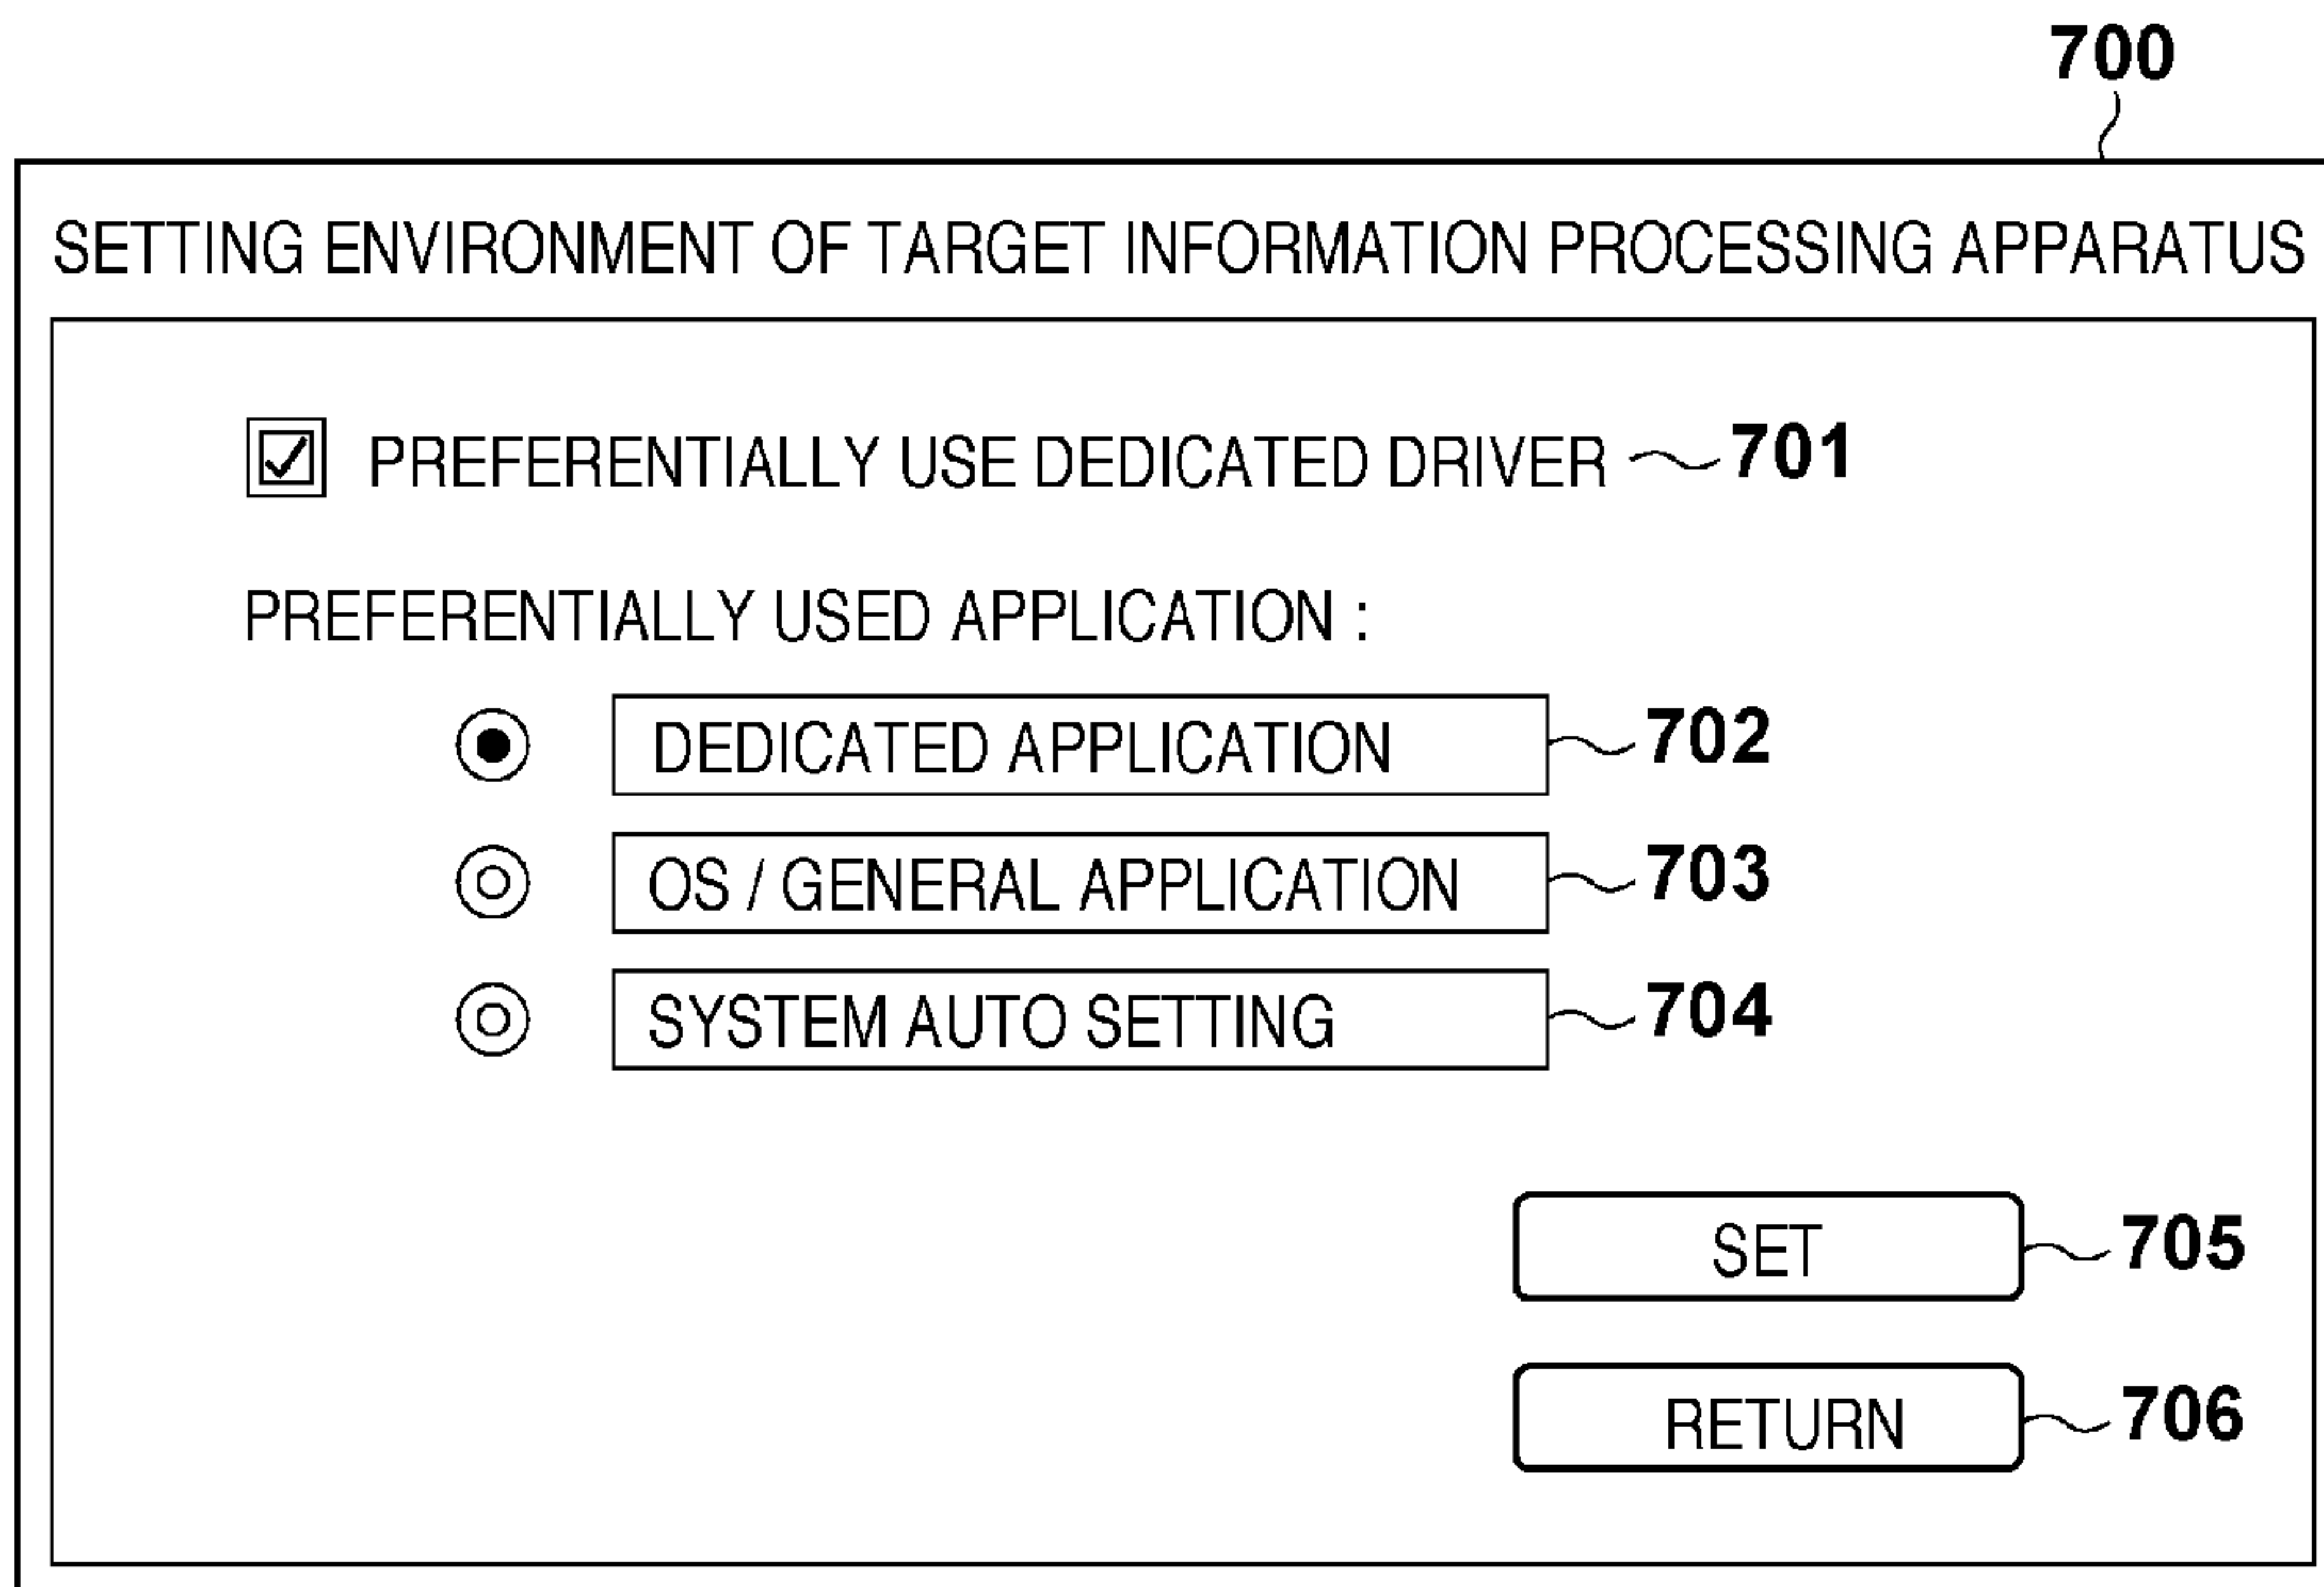 700
SETTING ENVIRONMENT OF TARGET INFORMATION PROCESSING APPARATUS
PREFERENTIALLY USE DEDICATED DRIVER 701
PREFERENTIALLY USED APPLICATION :
DEDICATED APPLICATION 702
OS / GENERAL APPLICATION 703
SYSTEM AUTO SETTING 704
SET 705
RETURN 706